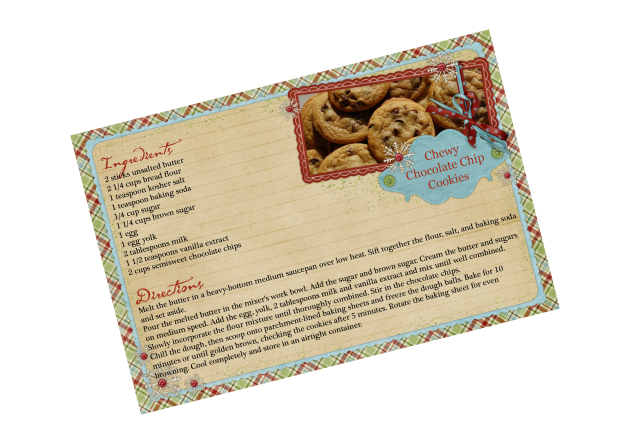 Chewy
Chocolate Chip
Cookies
Ingredients
2 sticks unsalted butter
2 1/4 cups bread flour
1 teaspoon kosher salt
1 teaspoon baking soda
1/4 cup sugar
1 1/4 cups brown sugar
1 egg
1 egg yolk
2 tablespoons milk
1 1/2 teaspoons vanilla extract
2 cups semisweet chocolate chips
Directions
Melt the butter in a heavy-bottom medium saucepan over low heat. Sift together the flour, salt, and baking soda
and set aside.
Pour the melted butter in the mixer's work bowl. Add the sugar and brown sugar. Cream the butter and sugars
on medium speed. Add the egg, yolk, 2 tablespoons milk and vanilla extract and mix until well combined.
Slowly incorporate the flour mixture until thoroughly combined. Stir in the chocolate chips.
Chill the dough, then scoop onto parchment-lined baking sheets and freeze the dough balls. Bake for 10
minutes or until golden brown, checking the cookies after 5 minutes. Rotate the baking sheet for even
browning. Cool completely and store in an airtight container.